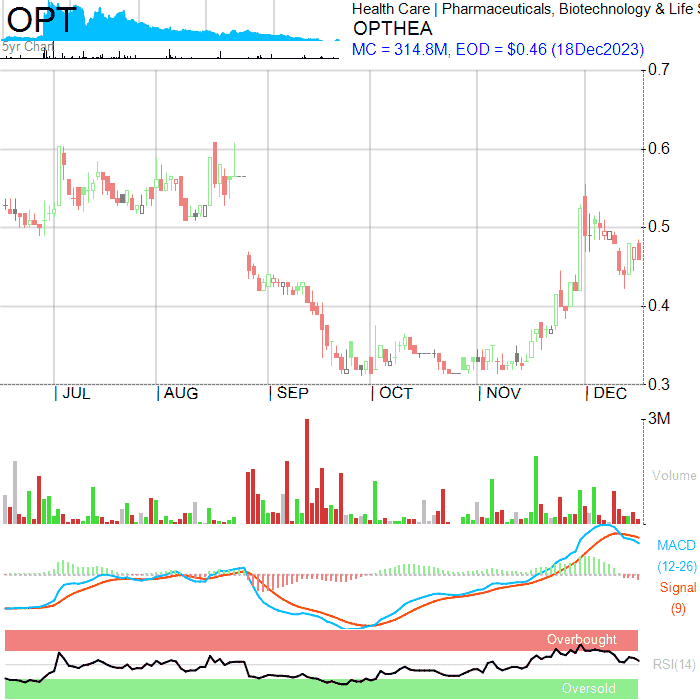 OPT
5yr Chart
Health Care | Pharmaceuticals, Biotechnology & Life S
OPTHEA
MC = 314.8M, EOD = $0.46 (18Dec2023)
0.7
0.6
0.5
0.4
0.3
| JUL | AUG | SEP | OCT | NOV | DEC
3M
Volume
MACD
(12-26)
Signal
(9)
Overbought
RSI(14)
Oversold